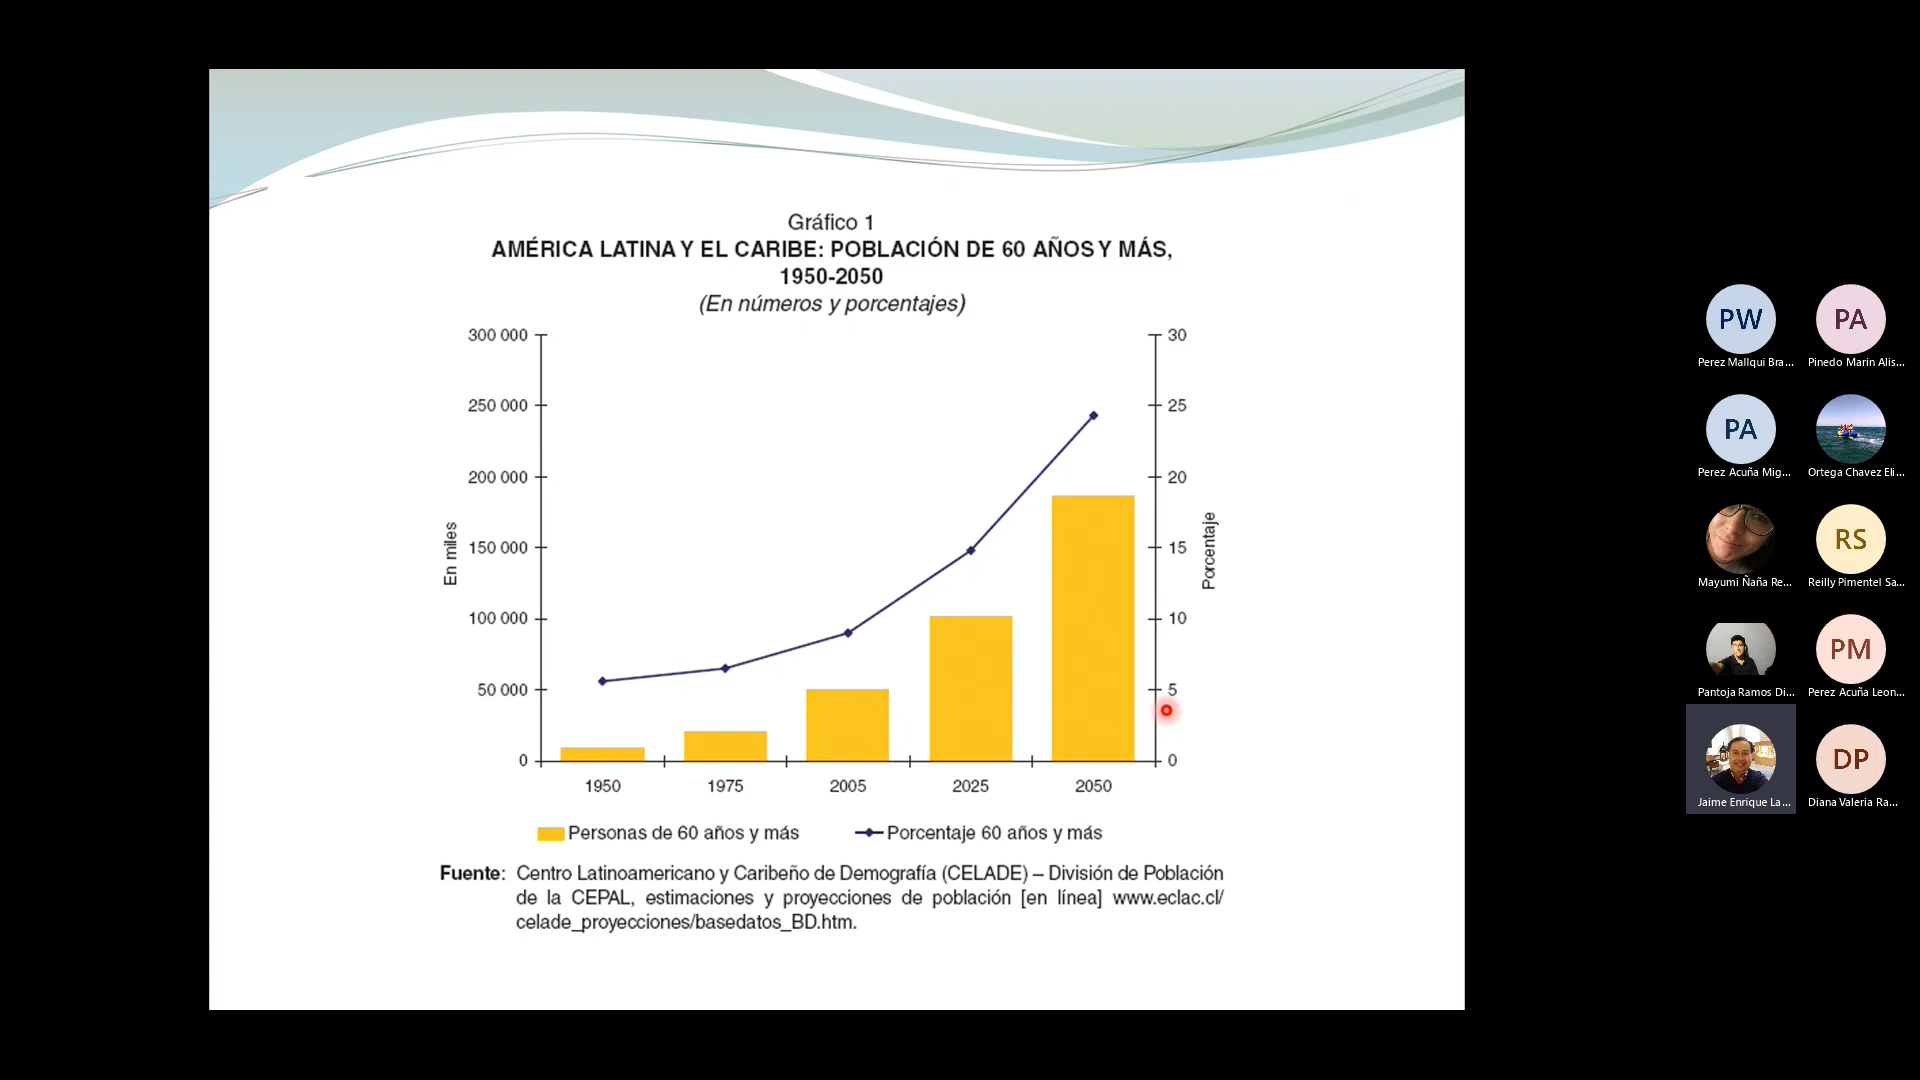 Gráfico 1
AMÉRICA LATINA Y EL CARIBE: POBLACIÓN DE 60 AÑOS Y MÁS,
1950-2050
(En números y porcentajes)
300 000
250 000
200 000
150 000
100 000
50 000
0
En miles
30
25
20
15
10
5
0
Porcentaje
1950 1975 2005 2025 2050
Personas de 60 años y más Porcentaje 60 años y más
Fuente: Centro Latinoamericano y Caribeño de Demografía (CELADE) – División de Población
de la CEPAL, estimaciones y proyecciones de población [en línea] www.eclac.cl/
celade_proyecciones/basedatos_BD.htm.
PW PA
Perez Mallqui Bra... Pinedo Marin Alis...
PA
Perez Acuña Mig... Ortega Chavez Eli...
RS
Mayumi Ñaña Re... Reilly Pimentel Sa...
PM
Pantoja Ramos Di... Perez Acuña Leon...
DP
Jaime Enrique La... Diana Valeria Ra...